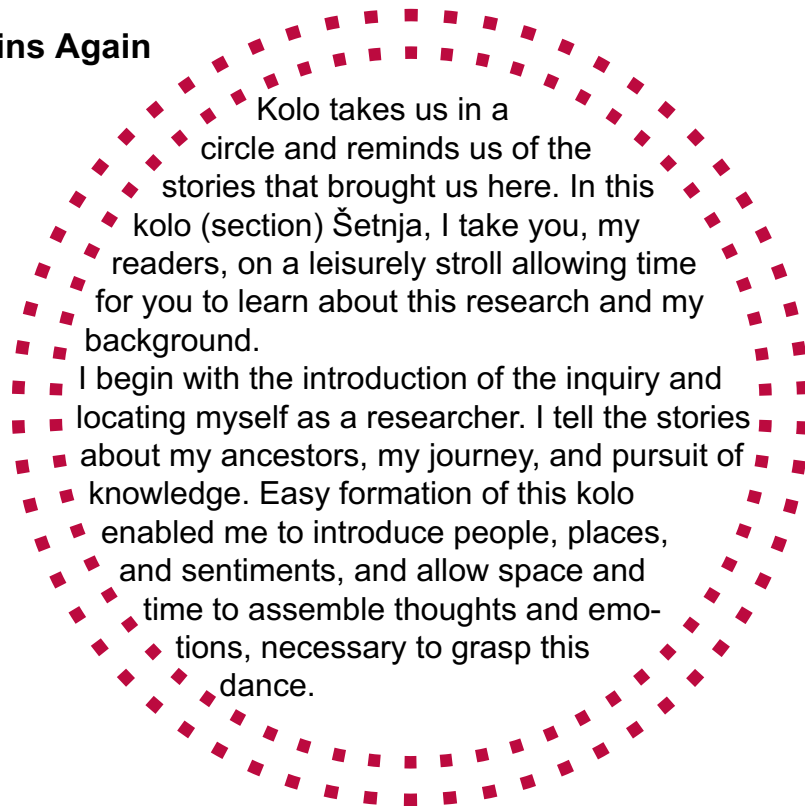 ins Again
Kolo takes us in a
circle and reminds us of the
stories that brought us here. In this
kolo (section) Šetnja, I take you, my
readers, on a leisurely stroll allowing time
for you to learn about this research and my
background.
I begin with the introduction of the inquiry and
locating myself as a researcher. I tell the stories
about my ancestors, my journey, and pursuit of
knowledge. Easy formation of this kolo
enabled me to introduce people, places,
and sentiments, and allow space and
time to assemble thoughts and emo-
tions, necessary to grasp this
dance.